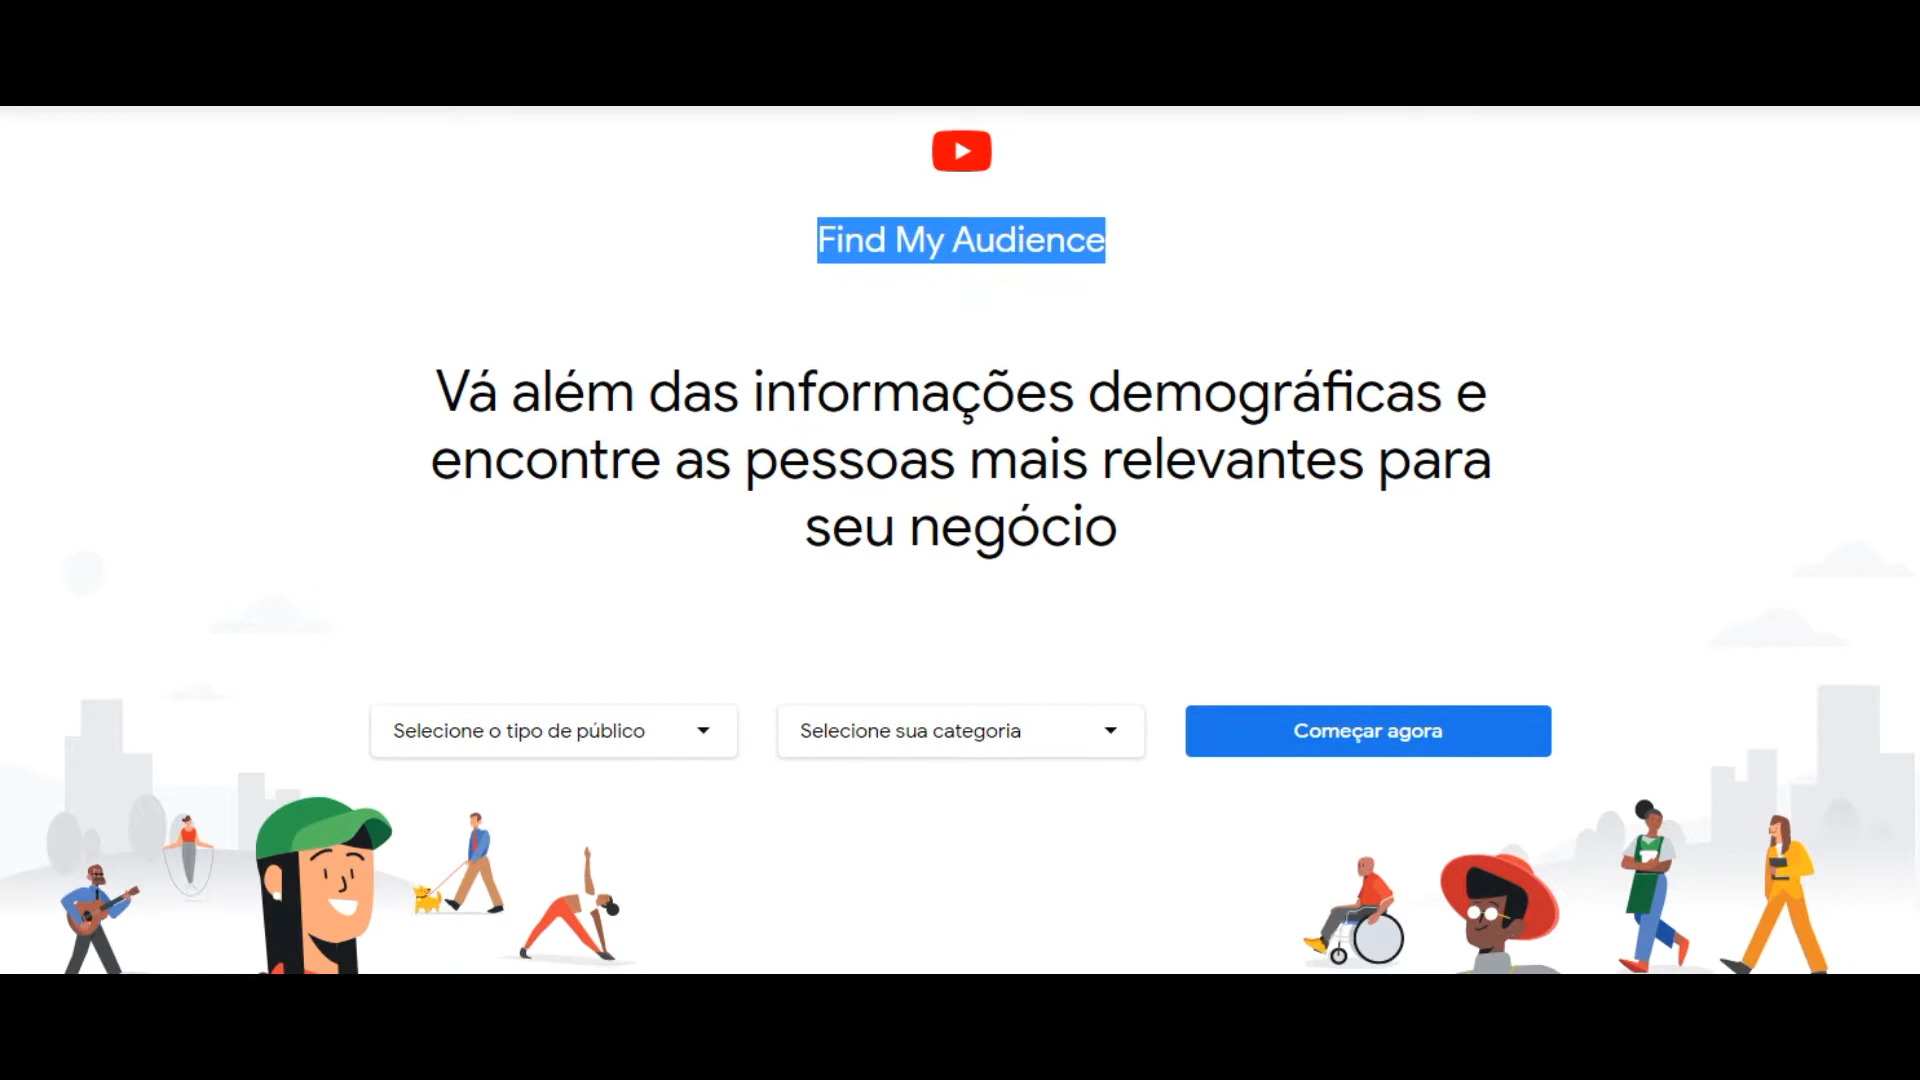 Find My Audience
Vá além das informações demográficas e
encontre as pessoas mais relevantes para
seu negócio
Selecione o tipo de público
Selecione sua categoria
Começar agora